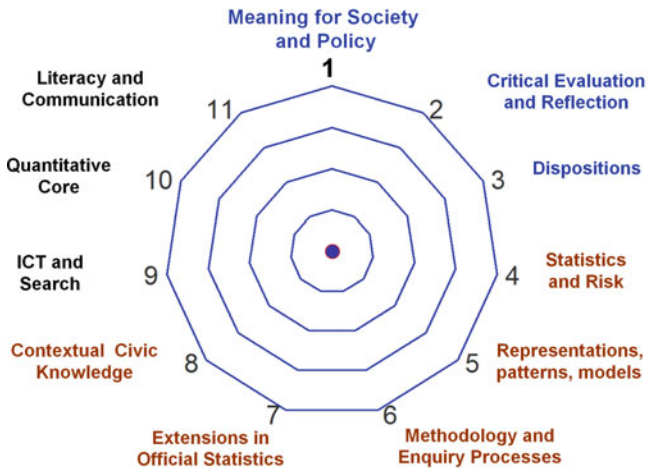 Meaning for Society
and Policy
1
2
Critical Evaluation
and Reflection
3
Dispositions
4
Statistics
and Risk
5
Representations,
patterns, models
6
Methodology and
Enquiry Processes
7
Extensions in
Official Statistics
8
Contextual Civic
Knowledge
9
ICT and
Search
10
Quantitative
Core
11
Literacy and
Communication